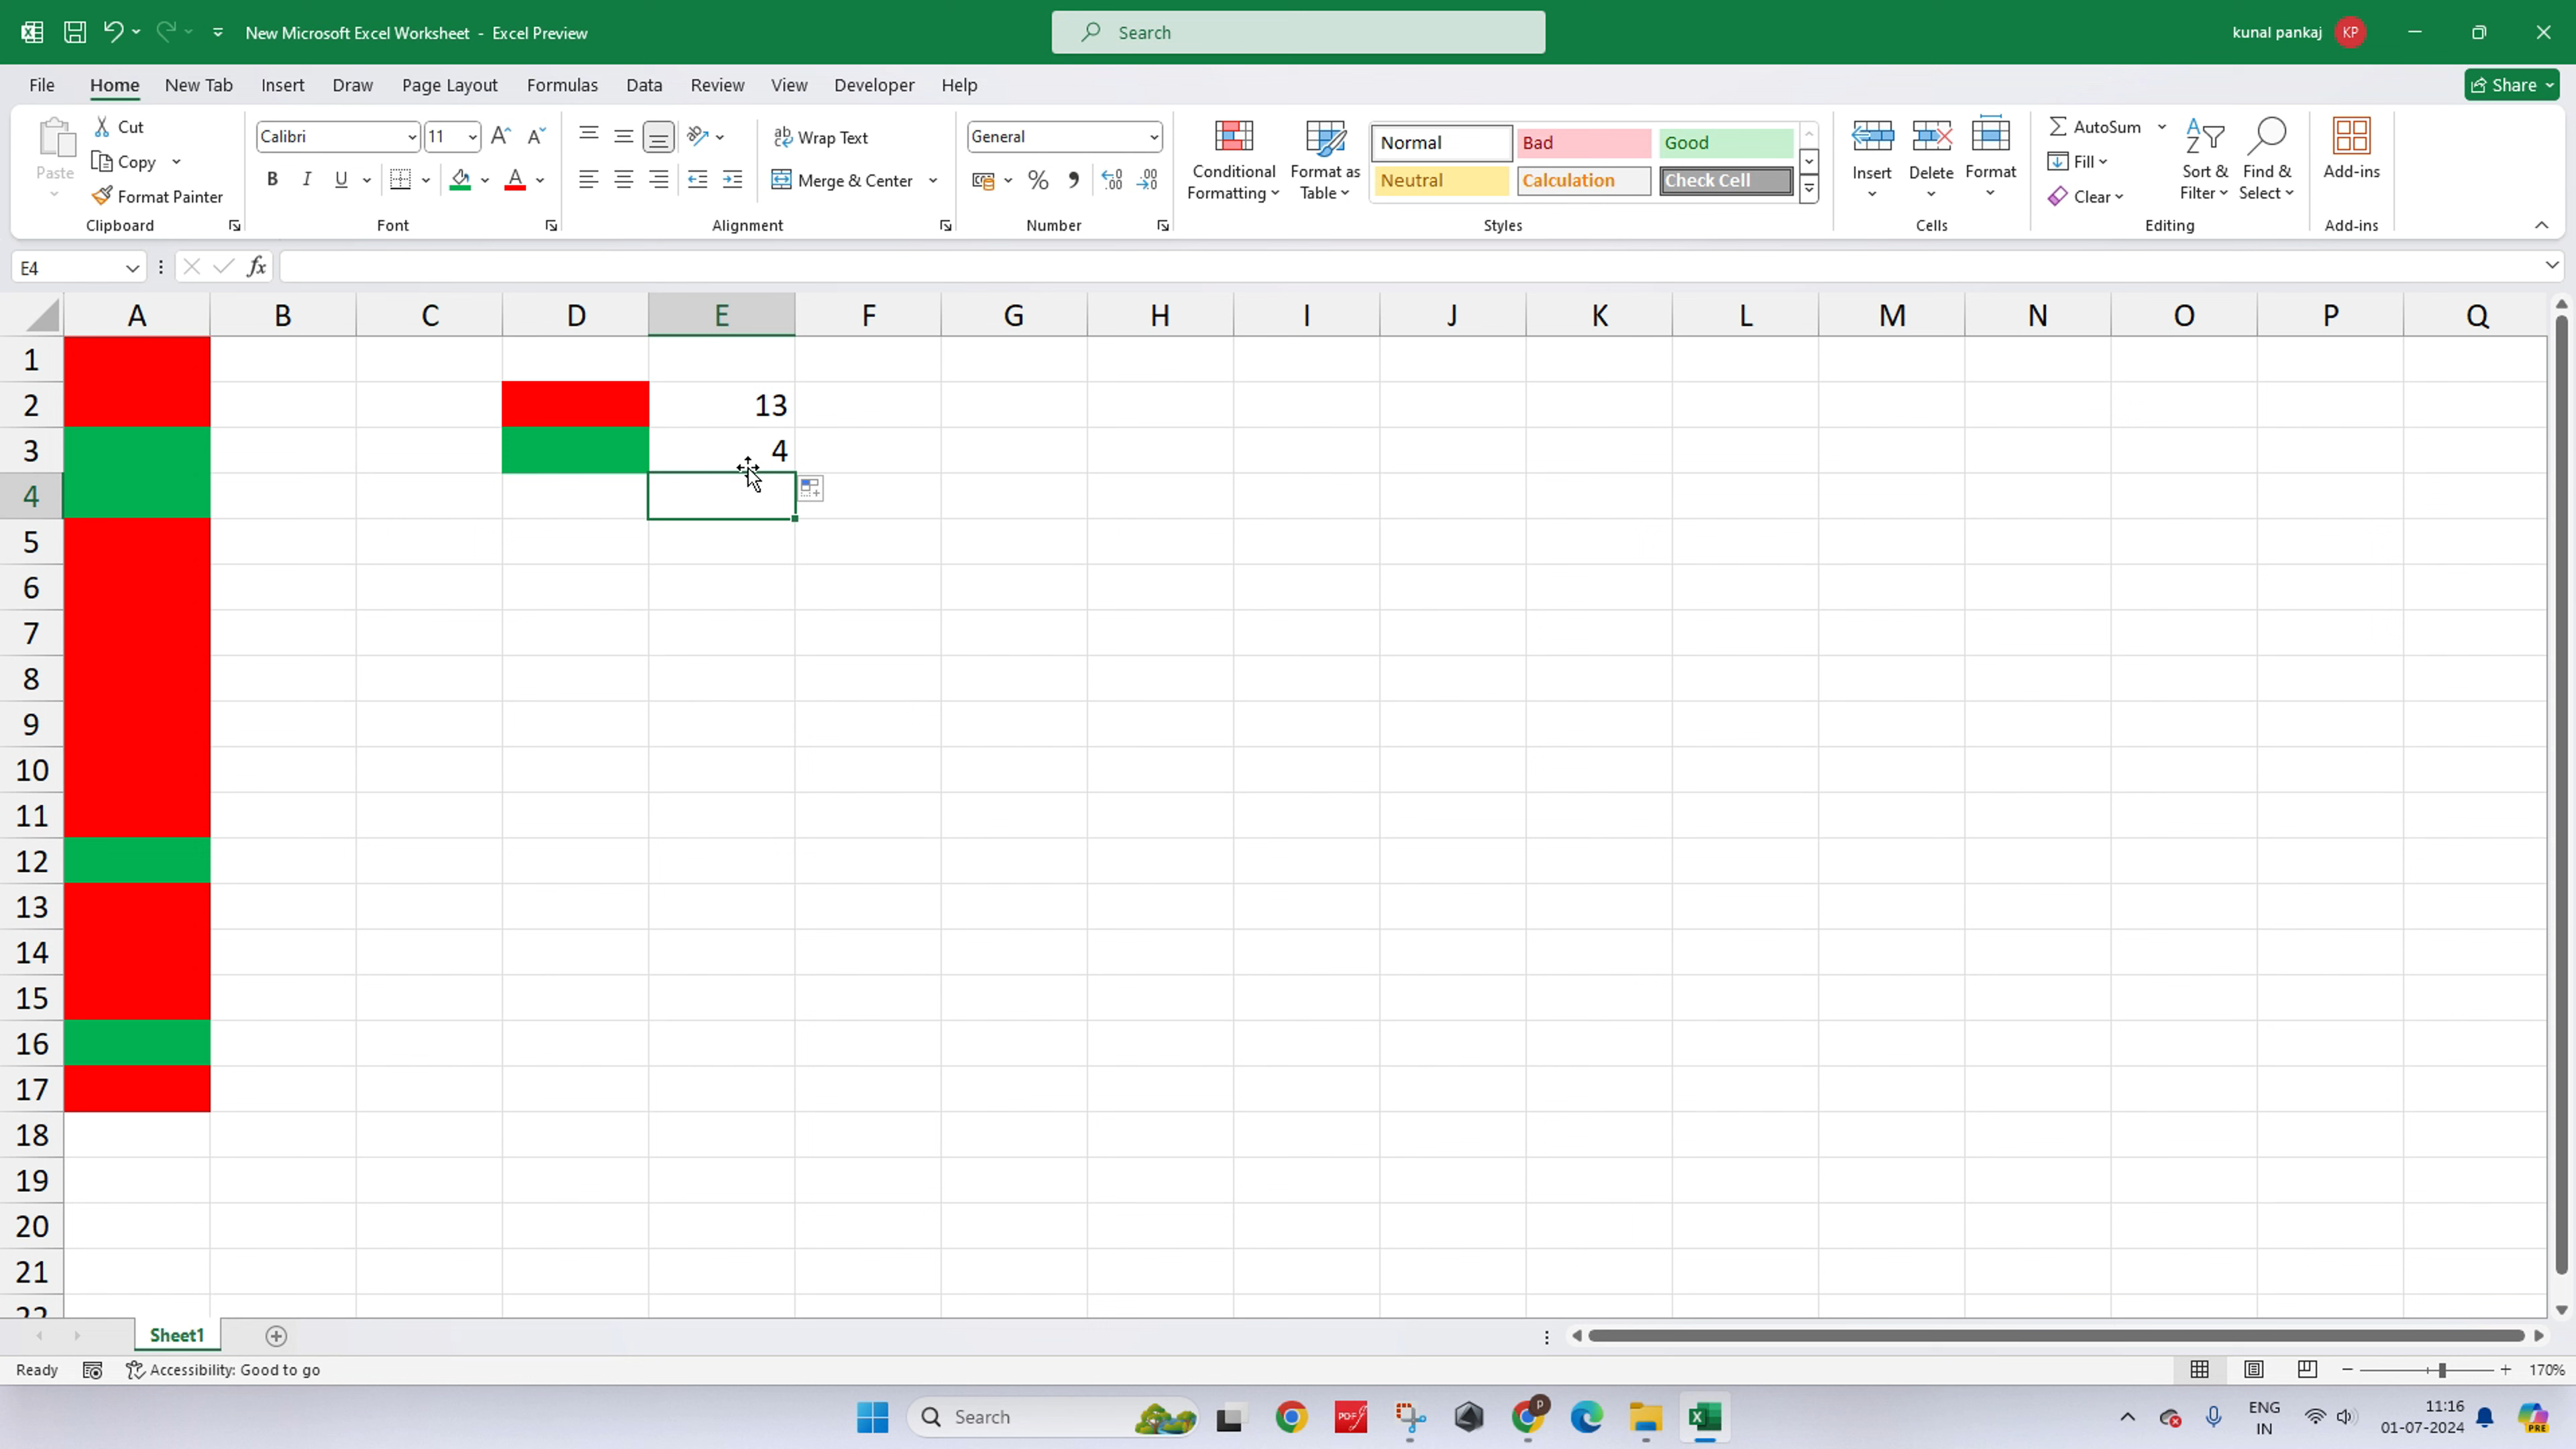 New Microsoft Excel Worksheet - Excel Preview
Search
kunal pankaj KP
File Home New Tab Insert Draw Page Layout Formulas Data Review View Developer Help
Share
Paste
Cut
Copy
Format Painter
Clipboard
Calibri 11
B I U A
Font
ab Wrap Text
Merge & Center
Alignment
General
%
Number
Conditional Formatting
Format as Table
Normal Bad Good
Neutral Calculation Check Cell
Styles
Insert Delete Format
Cells
AutoSum
Fill
Clear
Sort & Filter
Find & Select
Editing
Add-ins
Add-ins
E4 fx
A B C D E F G H I J K L M N O P Q
1
2 13
3 4
4
5
6
7
8
9
10
11
12
13
14
15
16
17
18
19
20
21
22
Sheet1
Ready Accessibility: Good to go 170%
Search
PDF
P
ENG
IN
11:16
01-07-2024
PRE